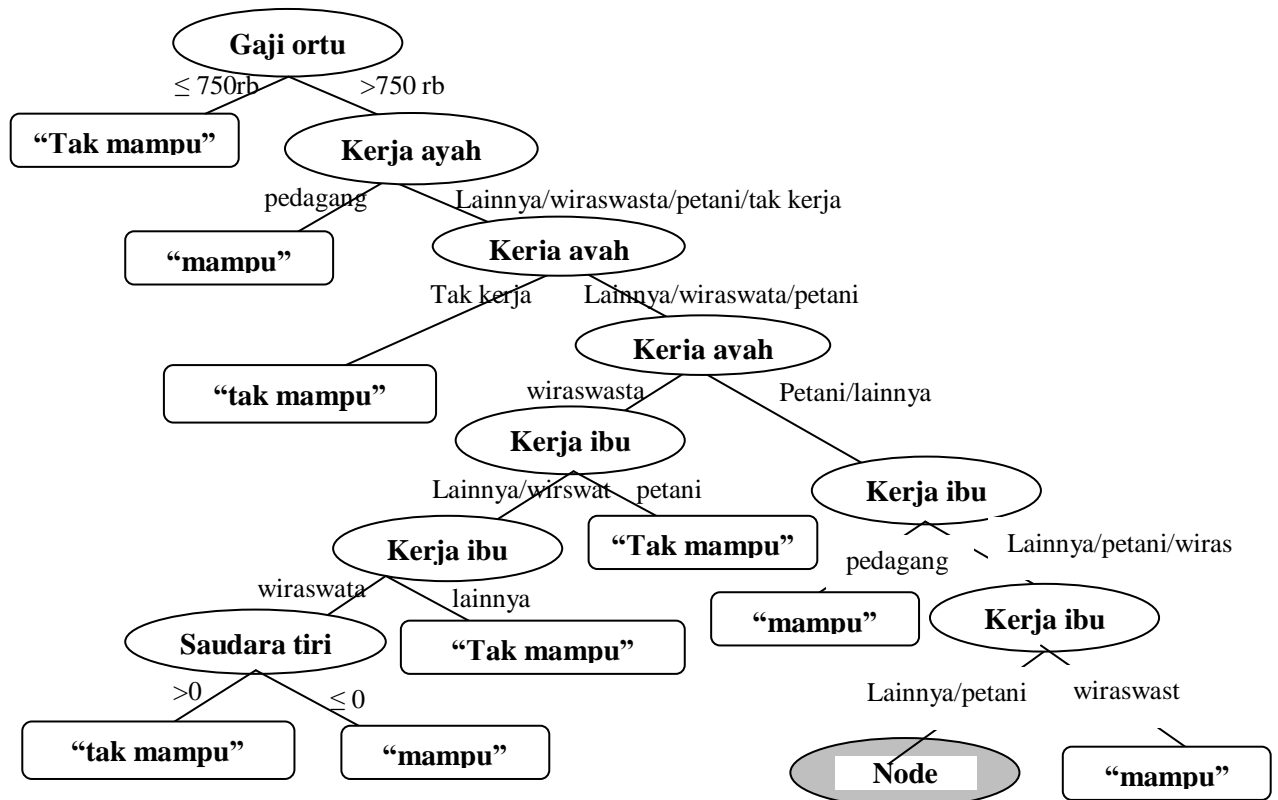 Gaji ortu
≤ 750rb >750 rb
“Tak mampu”
Kerja ayah
pedagang Lainnya/wiraswasta/petani/tak kerja
“mampu”
Kerja ayah
Tak kerja Lainnya/wiraswata/petani
Kerja ayah
“tak mampu”
wiraswasta Petani/lainnya
Kerja ibu
Lainnya/wirswat petani
Kerja ibu
Kerja ibu
“Tak mampu”
pedagang Lainnya/petani/wiras
wiraswata lainnya
“mampu”
Kerja ibu
Saudara tiri
“Tak mampu”
>0 ≤ 0
Lainnya/petani wiraswast
“tak mampu”
“mampu”
Node
“mampu”